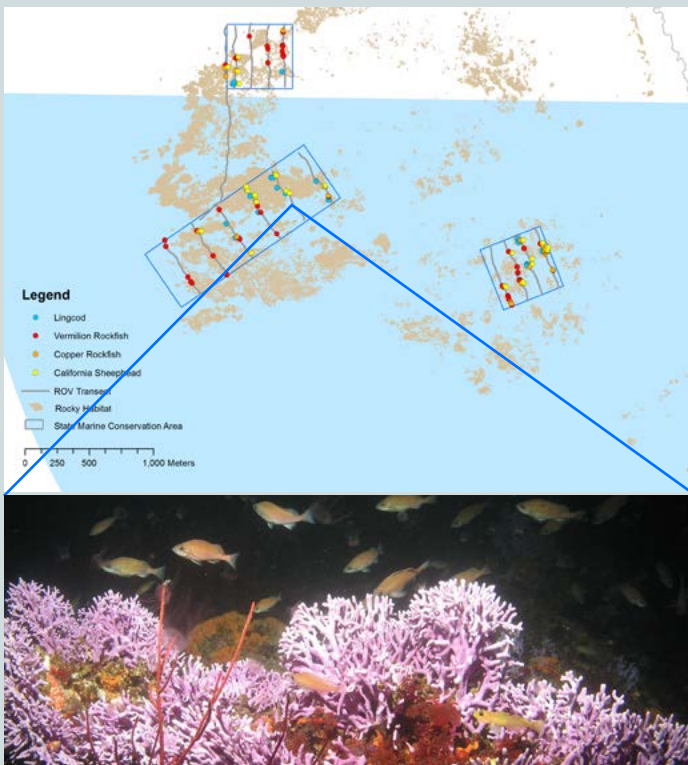 Legend
Lingcod
Vermilion Rockfish
Copper Rockfish
California Sheephead
ROV Transect
Rocky Habitat
State Marine Conservation Area
0 250 500 1,000 Meters